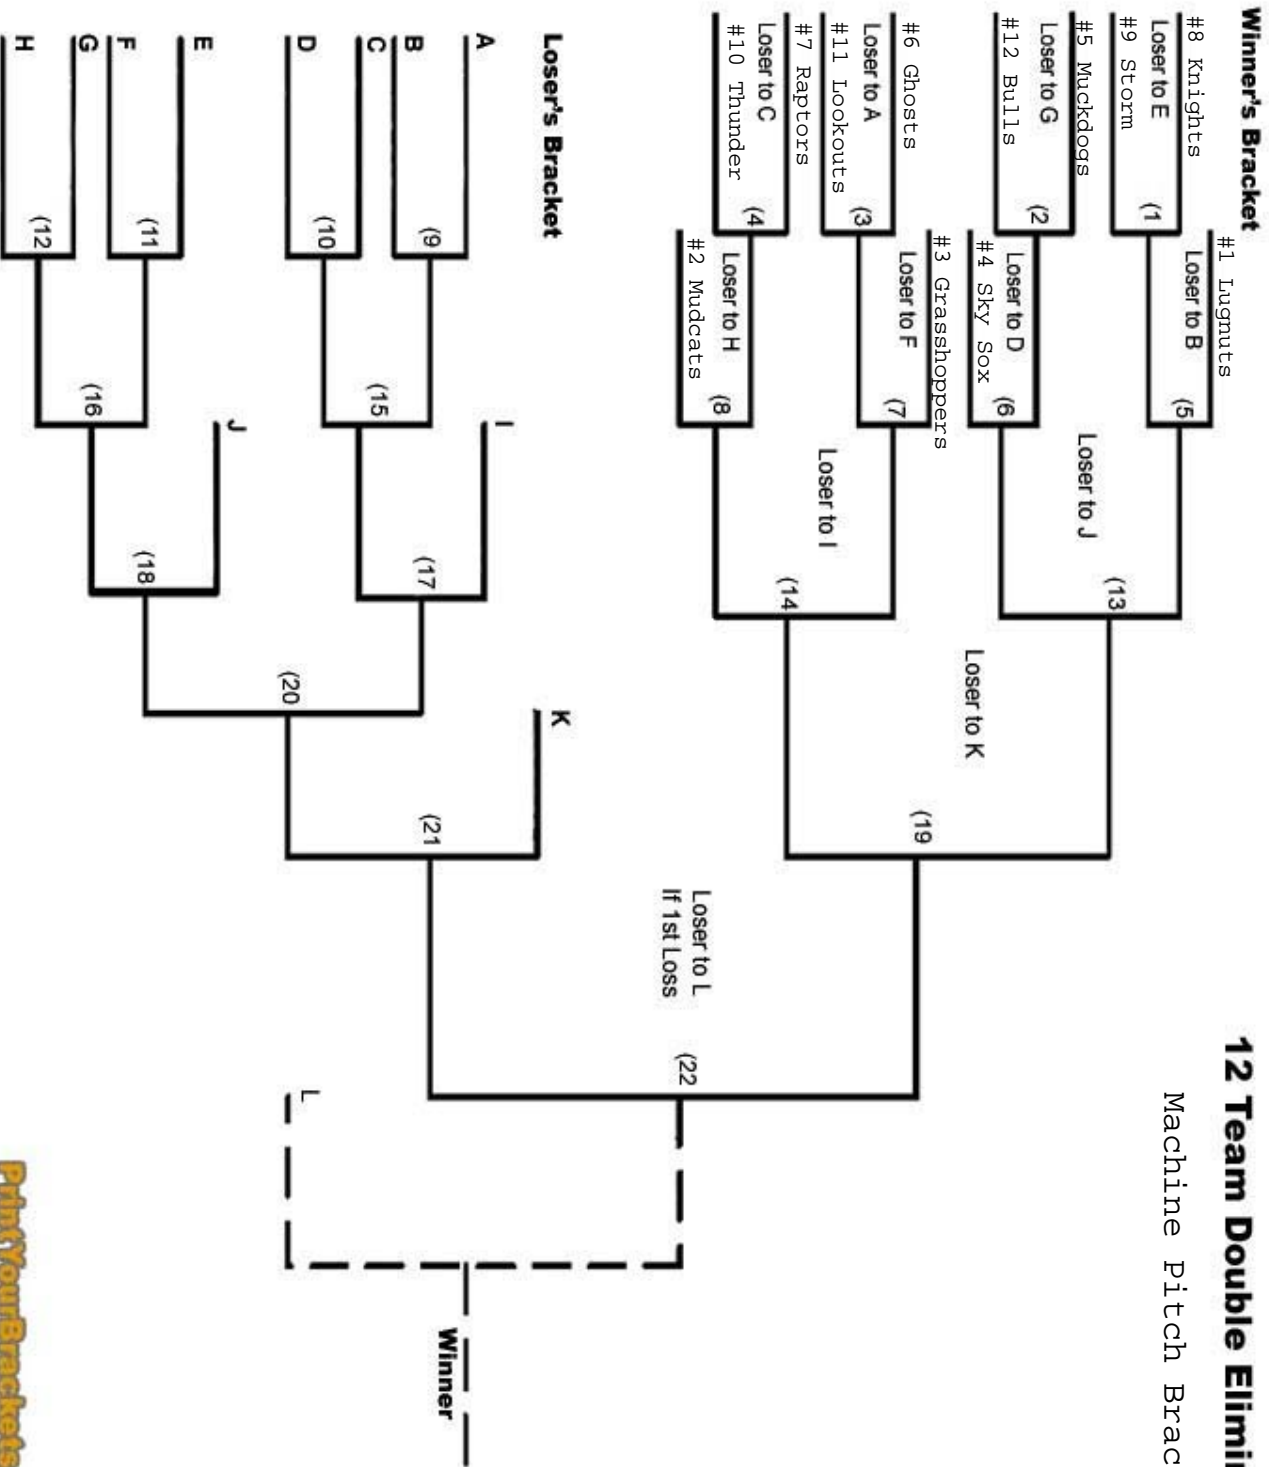 12 Team Double Elimi
Machine Pitch Brac
Winner's Bracket
#1 Lugnuts
#8 Knights
Loser to E
(1
Loser to B
(5
#9 Storm
Loser to J
(13
#5 Muckdogs
Loser to G
(2
#12 Bulls
Loser to D
(6
#4 Sky Sox
Loser to K
(19
#3 Grasshoppers
#6 Ghosts
Loser to A
(3
Loser to F
(7
#11 Lookouts
Loser to I
(14
#7 Raptors
Loser to C
(4
#10 Thunder
Loser to H
(8
#2 Mudcats
Loser to L
If 1st Loss
(22
Loser's Bracket
K
A
I
B
(9
(17
(21
C
(15
D
(10
L
(20
Winner
J
E
(11
(18
F
G
(16
H
(12
PrintYourBrackets